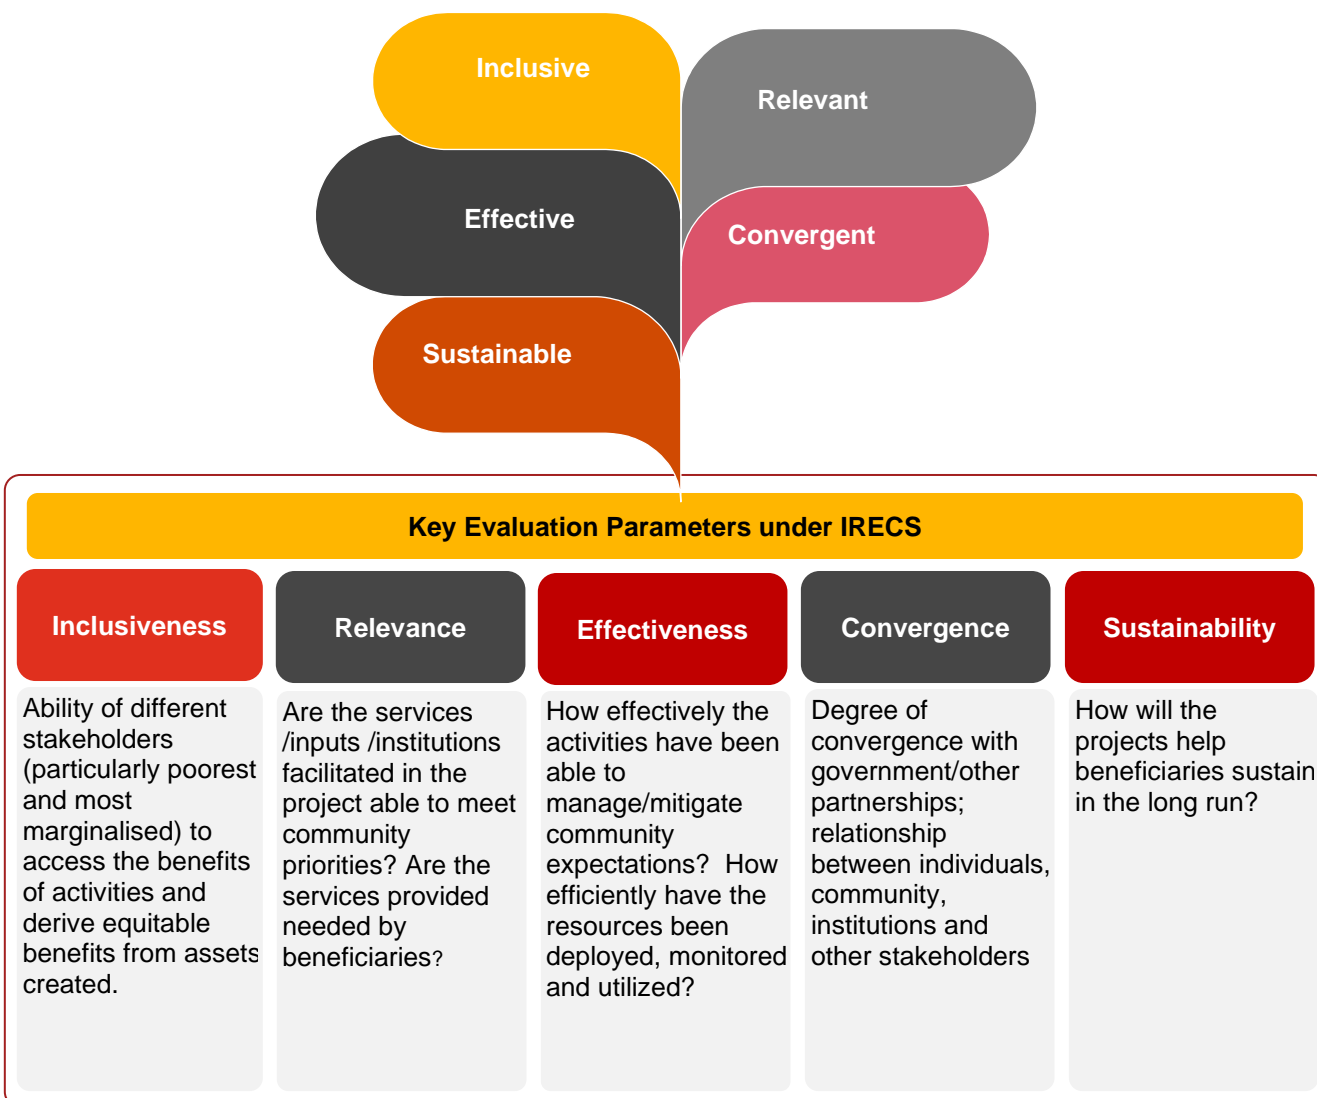 Inclusive
Relevant
Effective
Convergent
Sustainable
Key Evaluation Parameters under IRECS
Inclusiveness
Relevance
Effectiveness
Convergence
Sustainability
Ability of different
stakeholders
(particularly poorest
and most
marginalised) to
access the benefits
of activities and
derive equitable
benefits from assets
created.
Are the services
/inputs /institutions
facilitated in the
project able to meet
community
priorities? Are the
services provided
needed by
beneficiaries?
How effectively the
activities have been
able to
manage/mitigate
community
expectations?  How
efficiently have the
resources been
deployed, monitored
and utilized?
Degree of
convergence with
government/other
partnerships;
relationship
between individuals,
community,
institutions and
other stakeholders
How will the
projects help
beneficiaries sustain
in the long run?